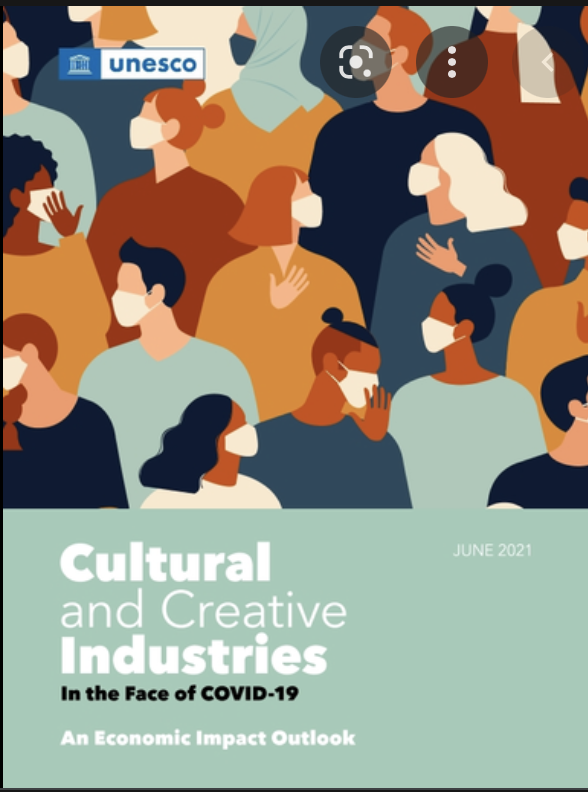 unesco
JUNE 2021
Cultural
and Creative
Industries
In the Face of COVID-19
An Economic Impact Outlook